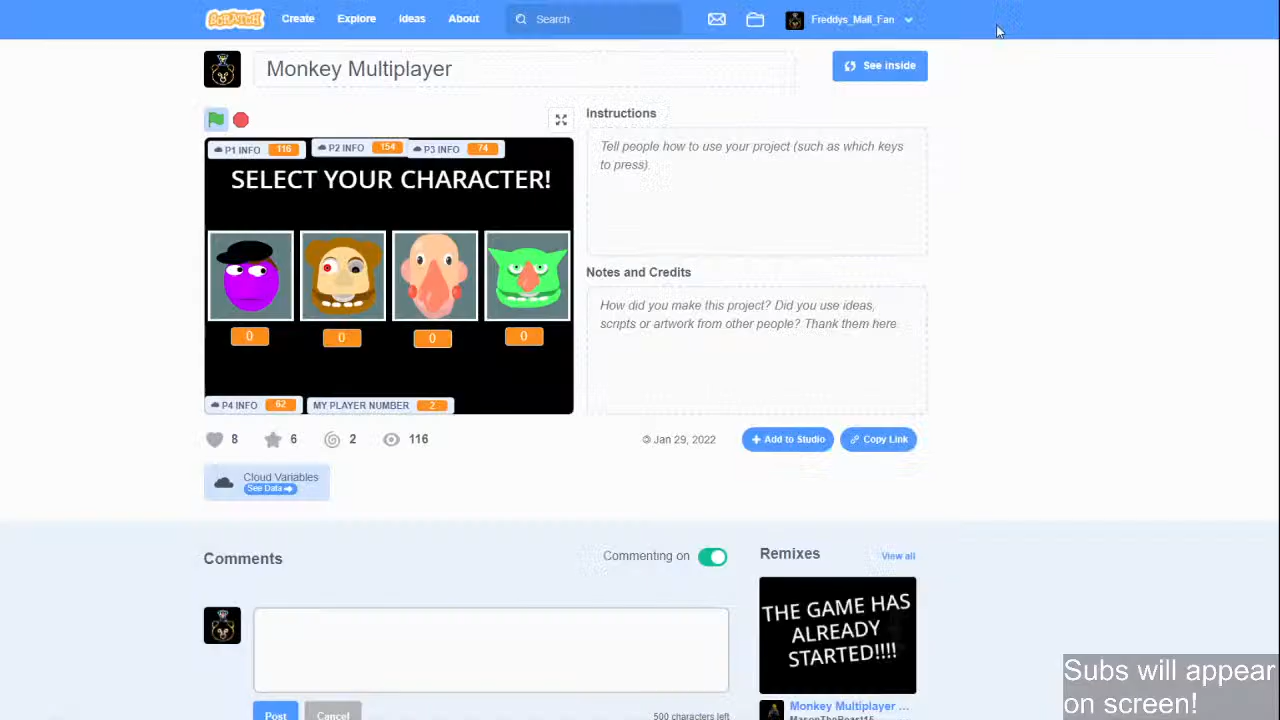 SCRATCH
Create
Explore
Ideas
About
Search
Freddys_Mall_Fan
Monkey Multiplayer
See inside
Instructions
Tell people how to use your project (such as which keys
to press).
P1 INFO 116
P2 INFO 154
P3 INFO 74
SELECT YOUR CHARACTER!
0
0
0
0
P4 INFO 62
MY PLAYER NUMBER 2
Notes and Credits
How did you make this project? Did you use ideas,
scripts or artwork from other people? Thank them here.
8
6
2
116
© Jan 29, 2022
Add to Studio
Copy Link
Cloud Variables
See Data
Comments
Commenting on
Post
Cancel
500 characters left
Remixes
View all
THE GAME HAS
ALREADY
STARTED!!!!
Monkey Multiplayer ...
Subs will appear
on screen!